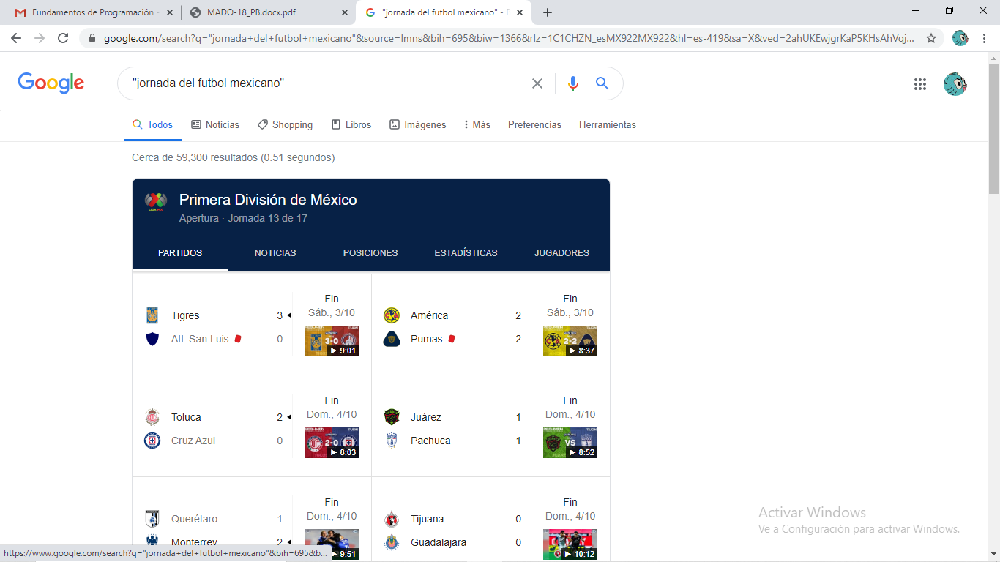 Fundamentos de Programación -
MADO-18_PB.docx.pdf
"jornada del futbol mexicano" - B
google.com/search?q="jornada+del+futbol+mexicano"&source=lmns&bih=695&biw=1366&rlz=1C1CHZN_esMX922MX922&hl=es-419&sa=X&ved=2ahUKEwjgrKaP5KHsAhVqj...
Google
"jornada del futbol mexicano"
Todos
Noticias
Shopping
Libros
Imágenes
Más
Preferencias
Herramientas
Cerca de 59,300 resultados (0.51 segundos)
LIGA MX
Primera División de México
Apertura · Jornada 13 de 17
PARTIDOS
NOTICIAS
POSICIONES
ESTADÍSTICAS
JUGADORES
Tigres 3
Atl. San Luis 0
Fin
Sáb., 3/10
3-0
9:01
América 2
Pumas 2
Fin
Sáb., 3/10
2-2
8:37
Toluca 2
Cruz Azul 0
Fin
Dom., 4/10
2-0
8:03
Juárez 1
Pachuca 1
Fin
Dom., 4/10
VS
8:52
Querétaro 1
Monterrey 2
Fin
Dom., 4/10
9:51
Tijuana 0
Guadalajara 0
Fin
Dom., 4/10
10:12
Activar Windows
Ve a Configuración para activar Windows.
https://www.google.com/search?q="jornada+del+futbol+mexicano"&bih=695&b...